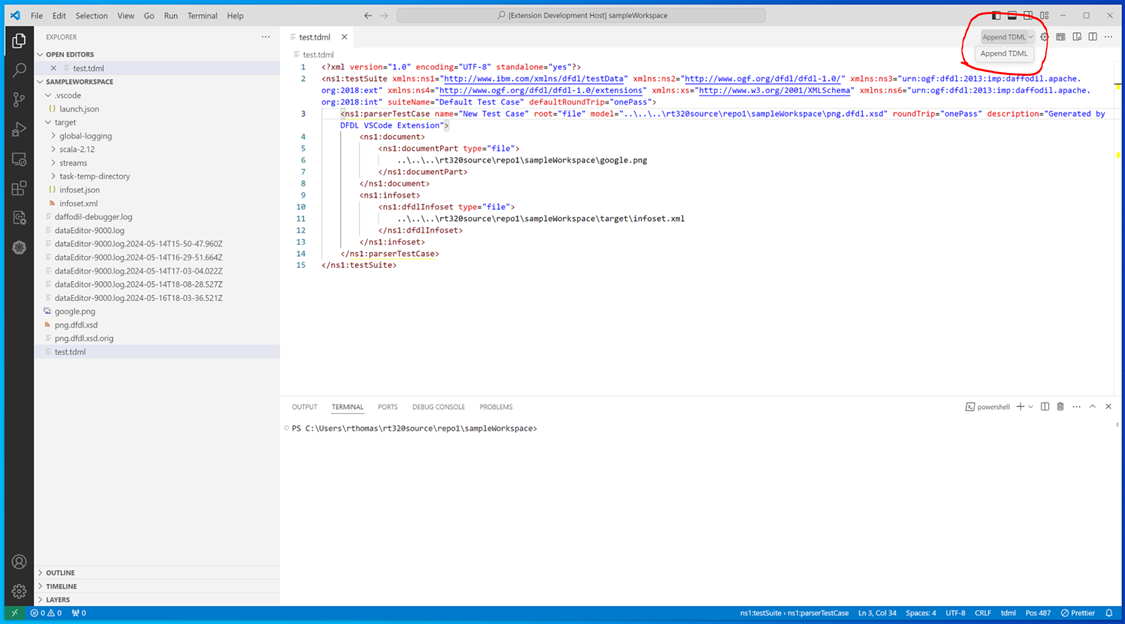 File Edit Selection View Go Run Terminal Help
[Extension Development Host] sampleWorkspace
EXPLORER
OPEN EDITORS
test.tdml
SAMPLEWORKSPACE
.vscode
launch.json
target
global-logging
scala-2.12
streams
task-temp-directory
infoset.json
infoset.xml
daffodil-debugger.log
dataEditor-9000.log
dataEditor-9000.log.2024-05-14T15-50-47.960Z
dataEditor-9000.log.2024-05-14T16-29-51.664Z
dataEditor-9000.log.2024-05-14T17-03-04.022Z
dataEditor-9000.log.2024-05-14T18-08-28.527Z
dataEditor-9000.log.2024-05-16T18-03-36.521Z
google.png
png.dfdl.xsd
png.dfdl.xsd.orig
test.tdml
OUTLINE
TIMELINE
LAYERS
test.tdml
Append TDML
Append TDML
test.tdml
1 <?xml version="1.0" encoding="UTF-8" standalone="yes"?>
2 <ns1:testSuite xmlns:ns1="http://www.ibm.com/xmlns/dfdl/testData" xmlns:ns2="http://www.ogf.org/dfdl/dfdl-1.0/" xmlns:ns3="urn:ogf:dfdl:2013:imp:daffodil.apache.
org:2018:ext" xmlns:ns4="http://www.ogf.org/dfdl/dfdl-1.0/extensions" xmlns:xs="http://www.w3.org/2001/XMLSchema" xmlns:ns6="urn:ogf:dfdl:2013:imp:daffodil.apache.
org:2018:int" suiteName="Default Test Case" defaultRoundTrip="onePass">
3 <ns1:parserTestCase name="New Test Case" root="file" model="..\..\..\rt320source\repo1\sampleWorkspace\png.dfdl.xsd" roundTrip="onePass" description="Generated by
DFDL VSCode Extension">
4 <ns1:document>
5 <ns1:documentPart type="file">
6 ..\..\..\rt320source\repo1\sampleWorkspace\google.png
7 </ns1:documentPart>
8 </ns1:document>
9 <ns1:infoset>
10 <ns1:dfdlInfoset type="file">
11 ..\..\..\rt320source\repo1\sampleWorkspace\target\infoset.xml
12 </ns1:dfdlInfoset>
13 </ns1:infoset>
14 </ns1:parserTestCase>
15 </ns1:testSuite>
OUTPUT TERMINAL PORTS DEBUG CONSOLE PROBLEMS
powershell
PS C:\Users\rthomas\rt320source\repo1\sampleWorkspace>
0 0 0
ns1:testSuite › ns1:parserTestCase Ln 3, Col 34 Spaces: 4 UTF-8 CRLF tdml Pos 487 Prettier